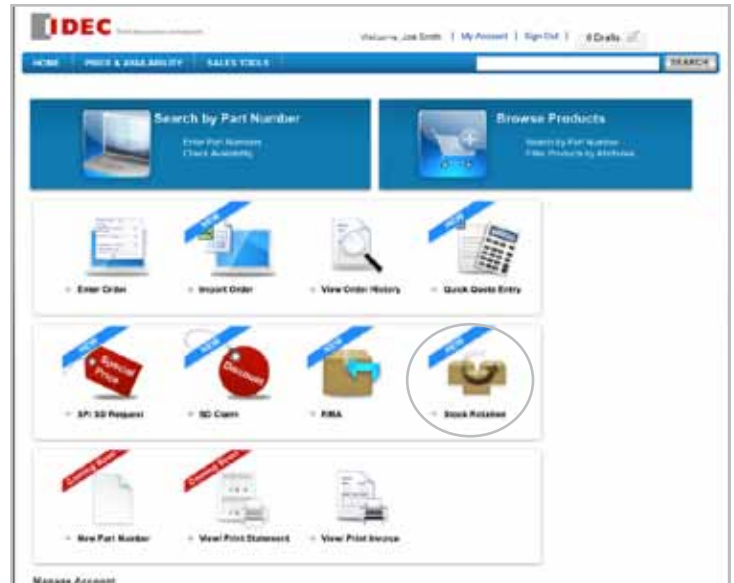 IDEC
Welcome, Joe Smith | My Account | Sign Out | 0 Drafts
HOME PRICE & AVAILABILITY SALES TOOLS SEARCH
Search by Part Number
Enter Part Numbers
Check Availability
Browse Products
Search by Part Number
Filter Products by Attributes
NEW NEW
Enter Order Import Order View Order History Quick Quote Entry
NEW NEW NEW NEW
Special Price Discount
SP/ SD Request SD Claim RMA Stock Rotation
Coming Soon Coming Soon
New Part Number View/ Print Statement View/ Print Invoice
Manage Account